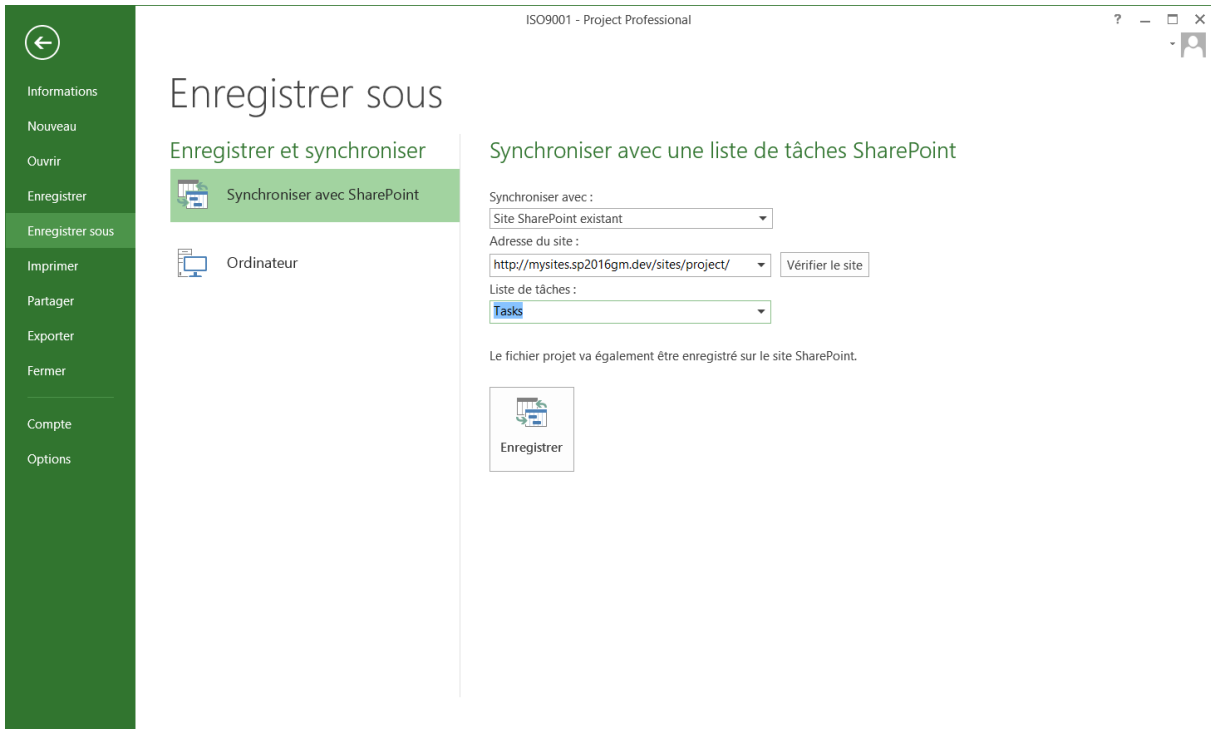 ISO9001 - Project Professional
?
Informations
Nouveau
Ouvrir
Enregistrer
Enregistrer sous
Imprimer
Partager
Exporter
Fermer
Compte
Options
Enregistrer sous
Enregistrer et synchroniser
Synchroniser avec SharePoint
Ordinateur
Synchroniser avec une liste de tâches SharePoint
Synchroniser avec :
Site SharePoint existant
Adresse du site :
http://mysites.sp2016gm.dev/sites/project/ Vérifier le site
Liste de tâches :
Tasks
Le fichier projet va également être enregistré sur le site SharePoint.
Enregistrer